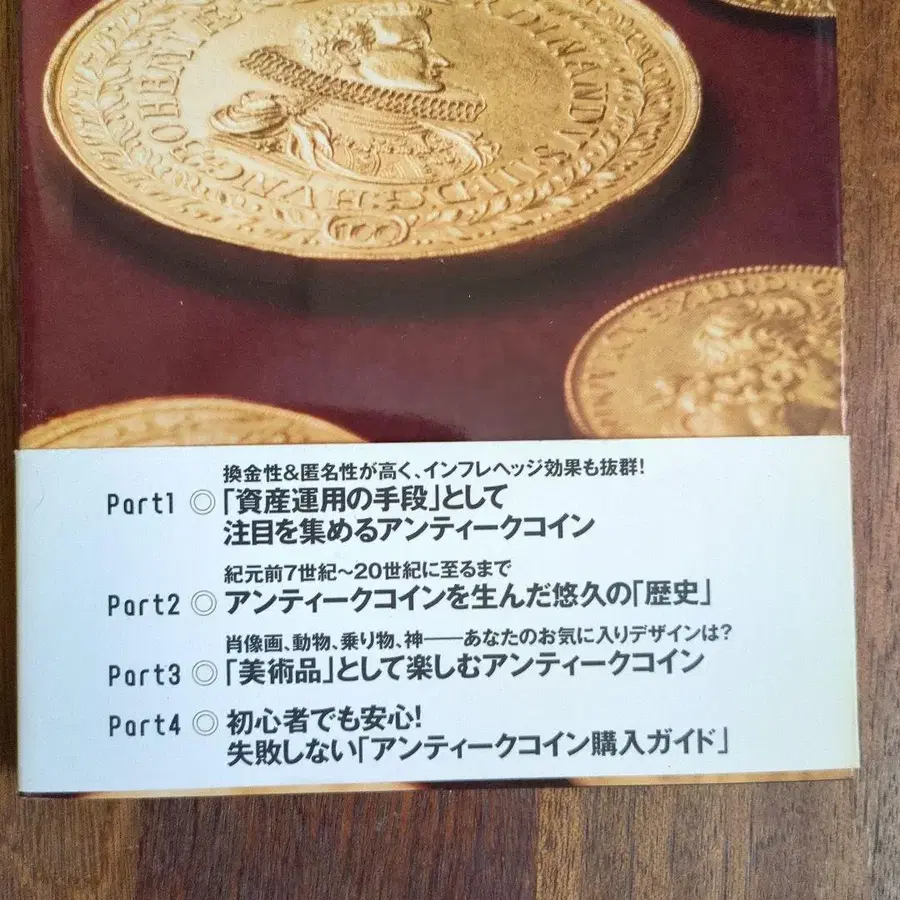 FERDINANDVS II D G H VNG BOHEMIE
換金性&匿名性が高く、インフレヘッジ効果も抜群!
Part1 ◎ 「資産運用の手段」として
注目を集めるアンティークコイン
紀元前7世紀〜20世紀に至るまで
Part2 ◎ アンティークコインを生んだ悠久の「歴史」
肖像画、動物、乗り物、神――あなたのお気に入りデザインは?
Part3 ◎ 「美術品」として楽しむアンティークコイン
Part4 ◎ 初心者でも安心!
失敗しない「アンティークコイン購入ガイド」